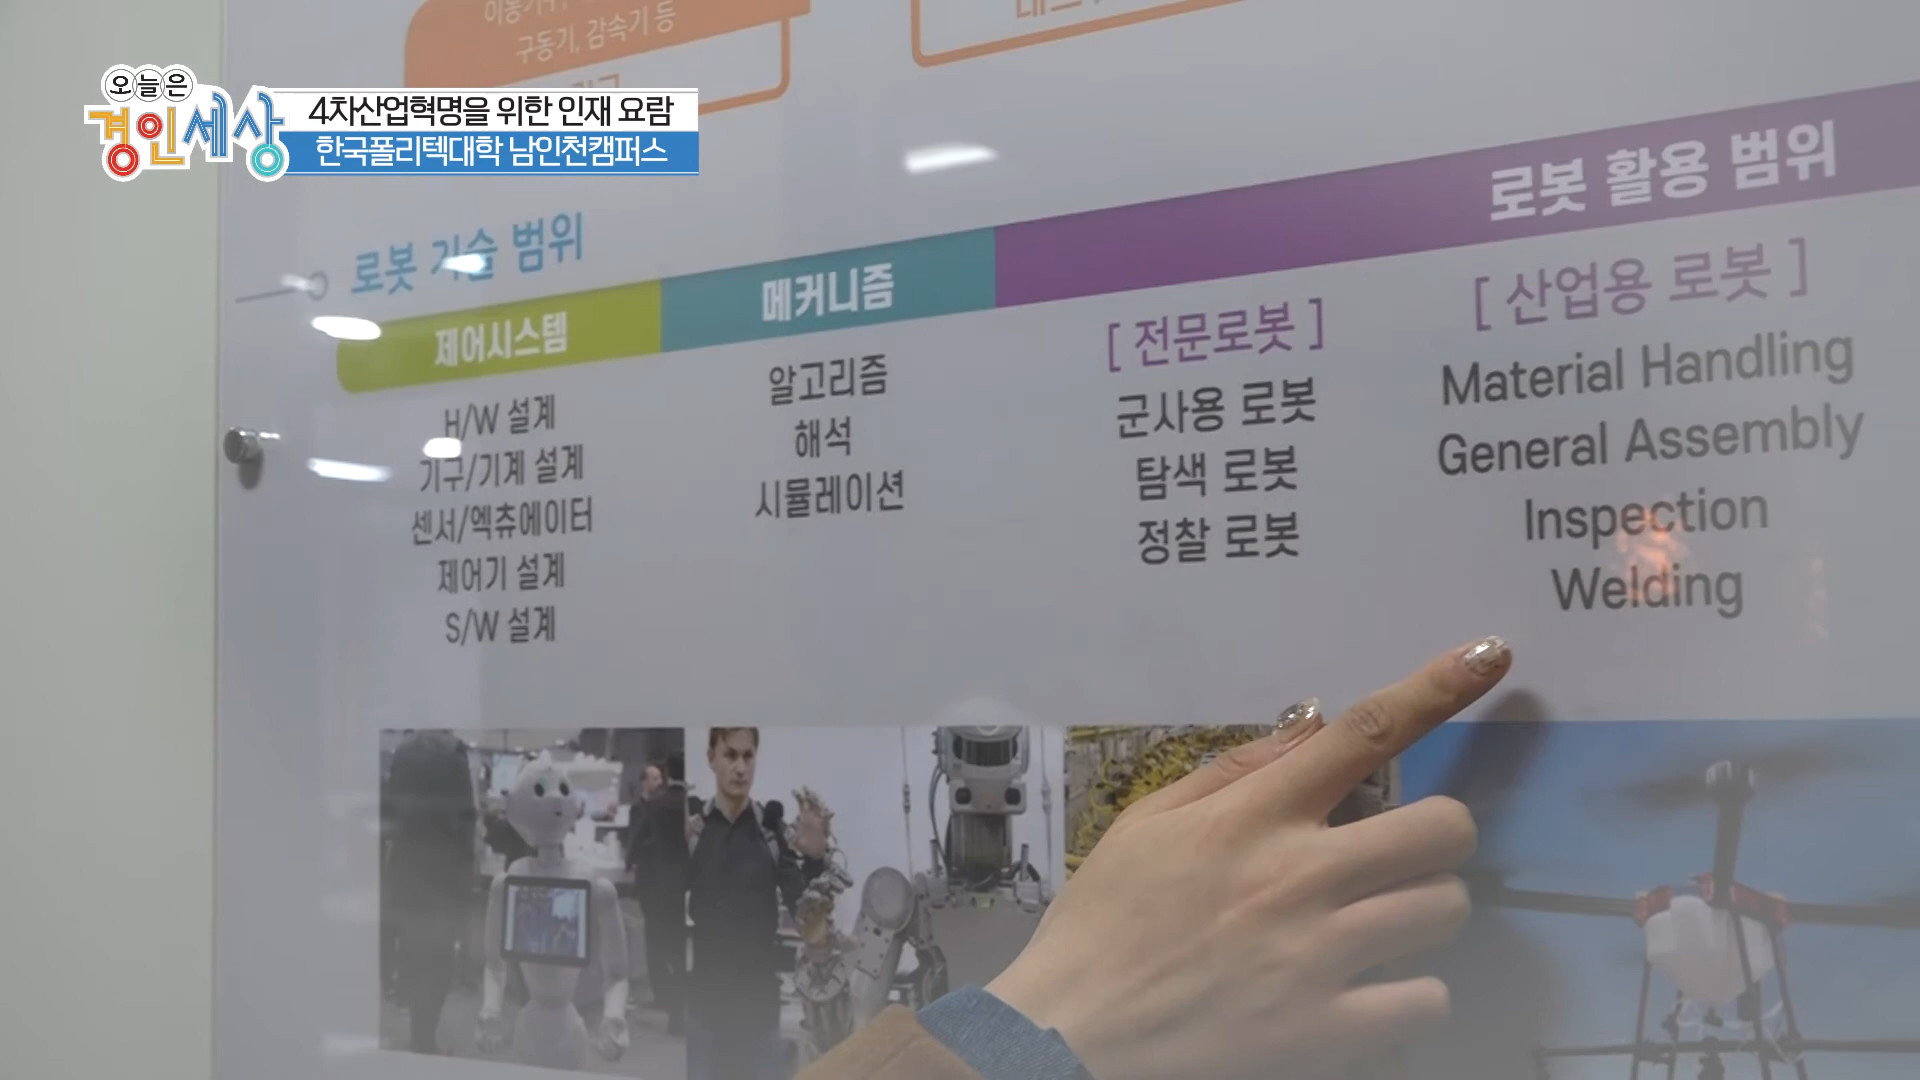 오늘은
경인세상
4차산업혁명을 위한 인재 요람
한국폴리텍대학 남인천캠퍼스
구동기, 감속기 등
로봇 기술 범위
로봇 활용 범위
제어시스템
H/W 설계
기구/기계 설계
센서/엑츄에이터
제어기 설계
S/W 설계
메커니즘
알고리즘
해석
시뮬레이션
[ 전문로봇 ]
군사용 로봇
탐색 로봇
정찰 로봇
[ 산업용 로봇 ]
Material Handling
General Assembly
Inspection
Welding